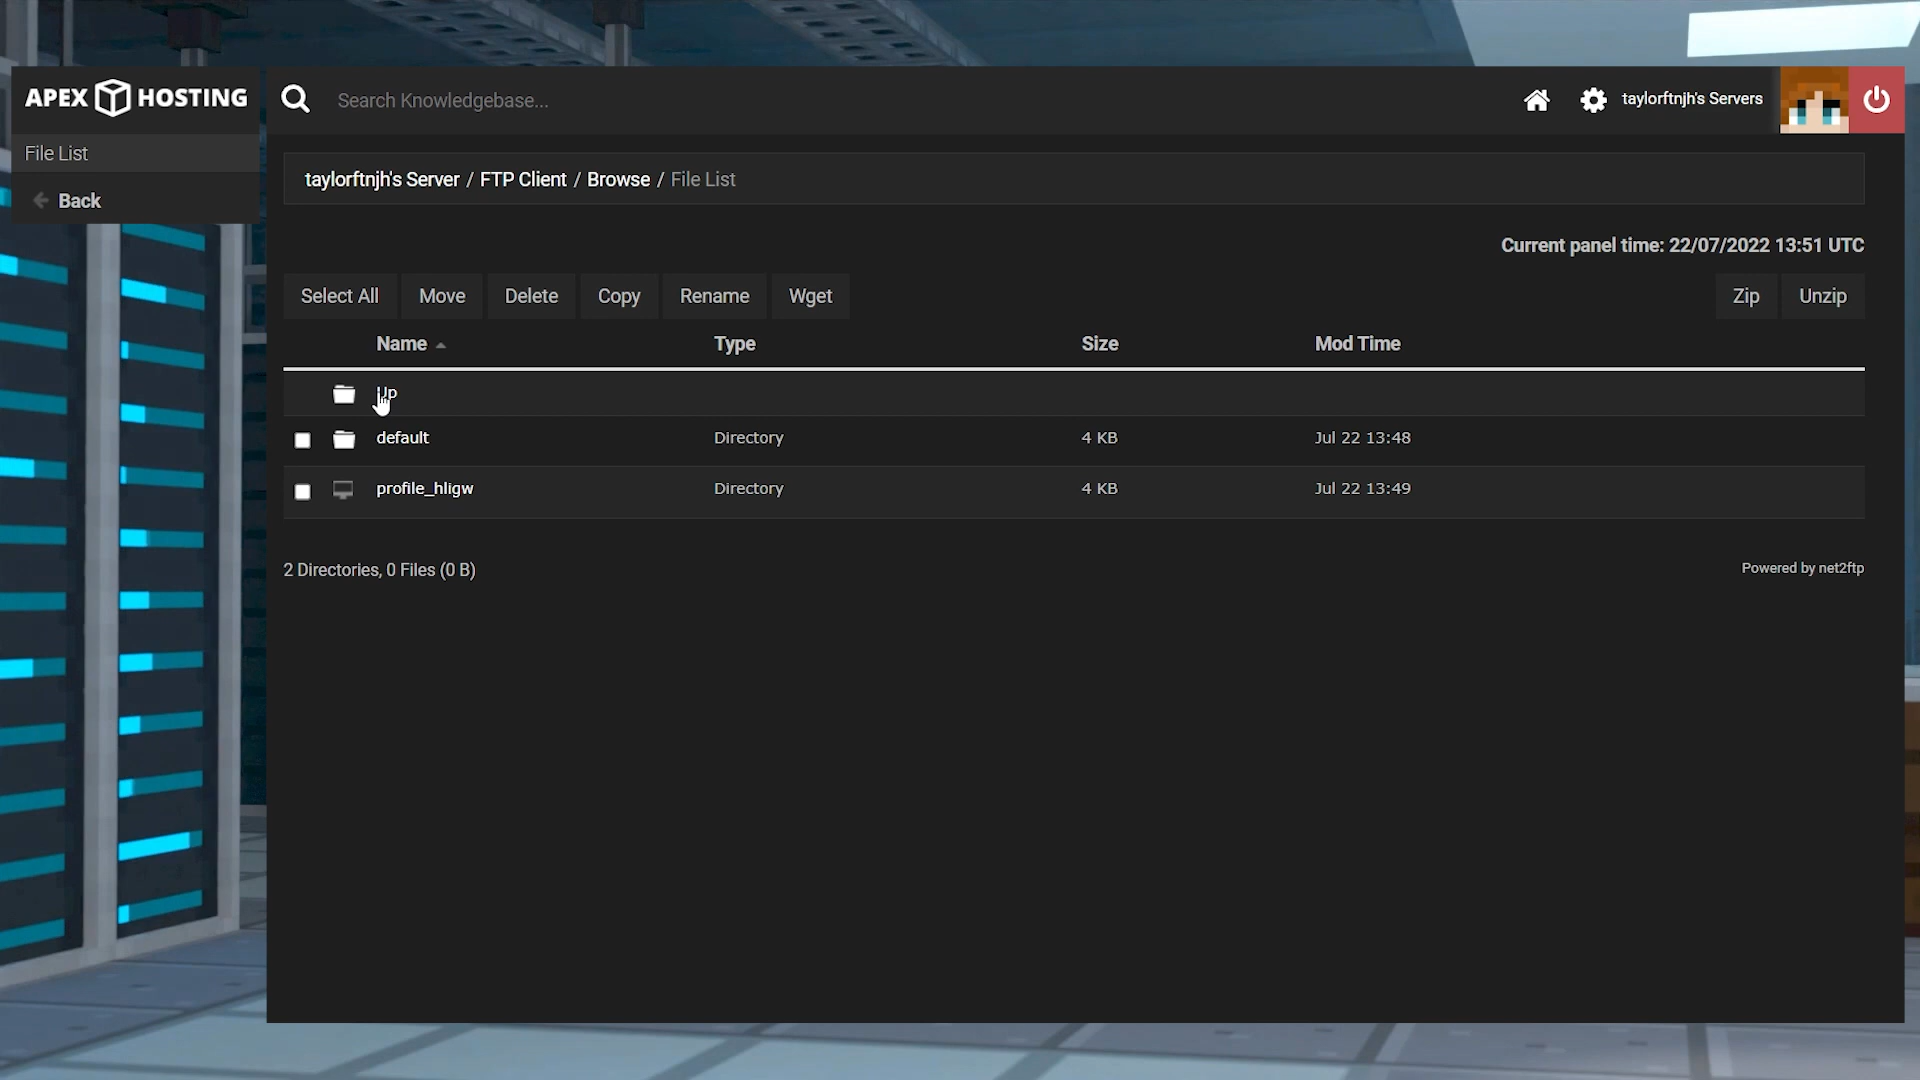 APEX HOSTING
Search Knowledgebase...
taylorftnjh's Servers
File List
Back
taylorftnjh's Server / FTP Client / Browse / File List
Current panel time: 22/07/2022 13:51 UTC
Select All Move Delete Copy Rename Wget Zip Unzip
Name Type Size Mod Time
Up
default Directory 4 KB Jul 22 13:48
profile_hligw Directory 4 KB Jul 22 13:49
2 Directories, 0 Files (0 B)
Powered by net2ftp